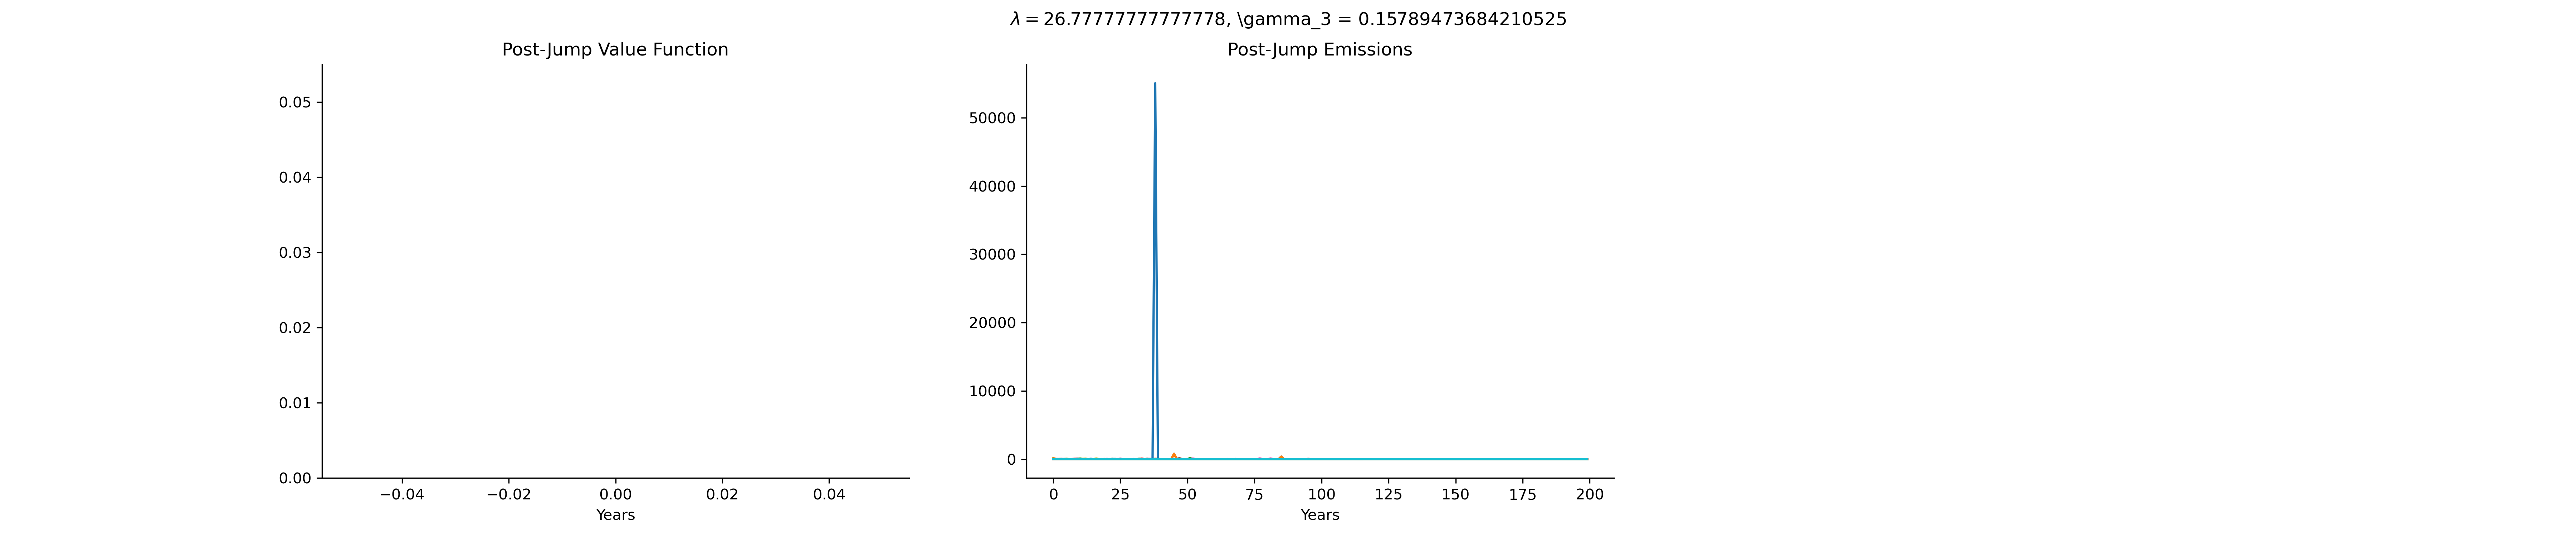 λ = 26.77777777777778, \gamma_3 = 0.15789473684210525
Post-Jump Value Function
0.05
0.04
0.03
0.02
0.01
0.00
−0.04 −0.02 0.00 0.02 0.04
Years
Post-Jump Emissions
50000
40000
30000
20000
10000
0
0 25 50 75 100 125 150 175 200
Years